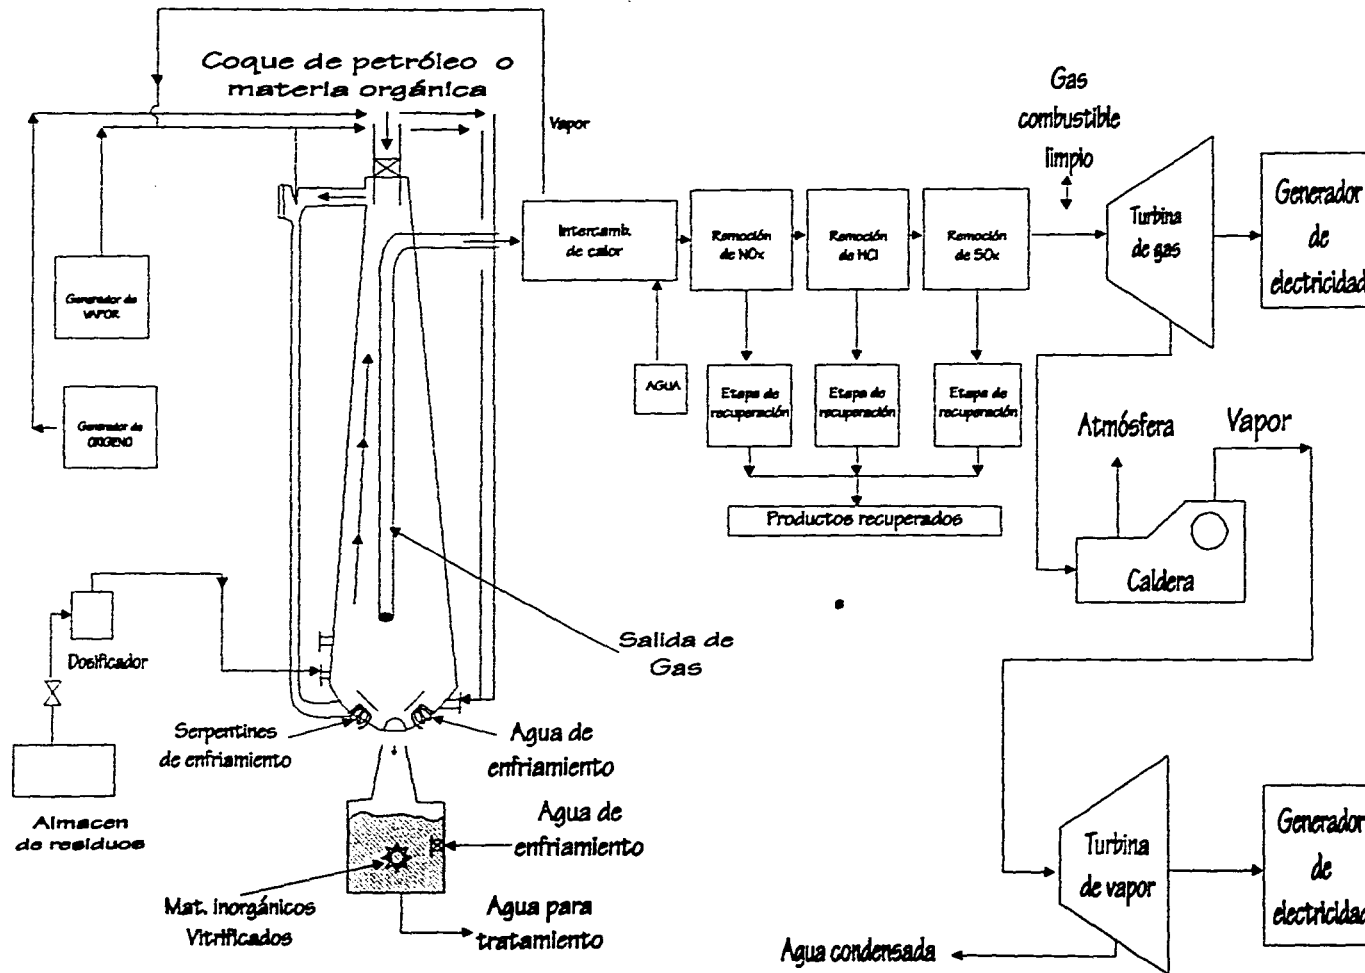 Coque de petróleo o
materia orgánica
Vapor
Gas
combustible
limpio
Generador de
VAPOR
Generador de
OXIGENO
Intercamb.
de calor
Remoción
de NOx
Remoción
de HCl
Remoción
de SOx
Turbina
de gas
Generador
de
electricidad
AGUA
Etapa de
recuperación
Etapa de
recuperación
Etapa de
recuperación
Productos recuperados
Atmósfera
Vapor
Caldera
Dosificador
Salida de
Gas
Serpentines
de enfriamiento
Agua de
enfriamiento
Almacen
de residuos
Agua de
enfriamiento
Mat. inorgánicos
Vitrificados
Agua para
tratamiento
Turbina
de vapor
Generador
de
electricidad
Agua condensada